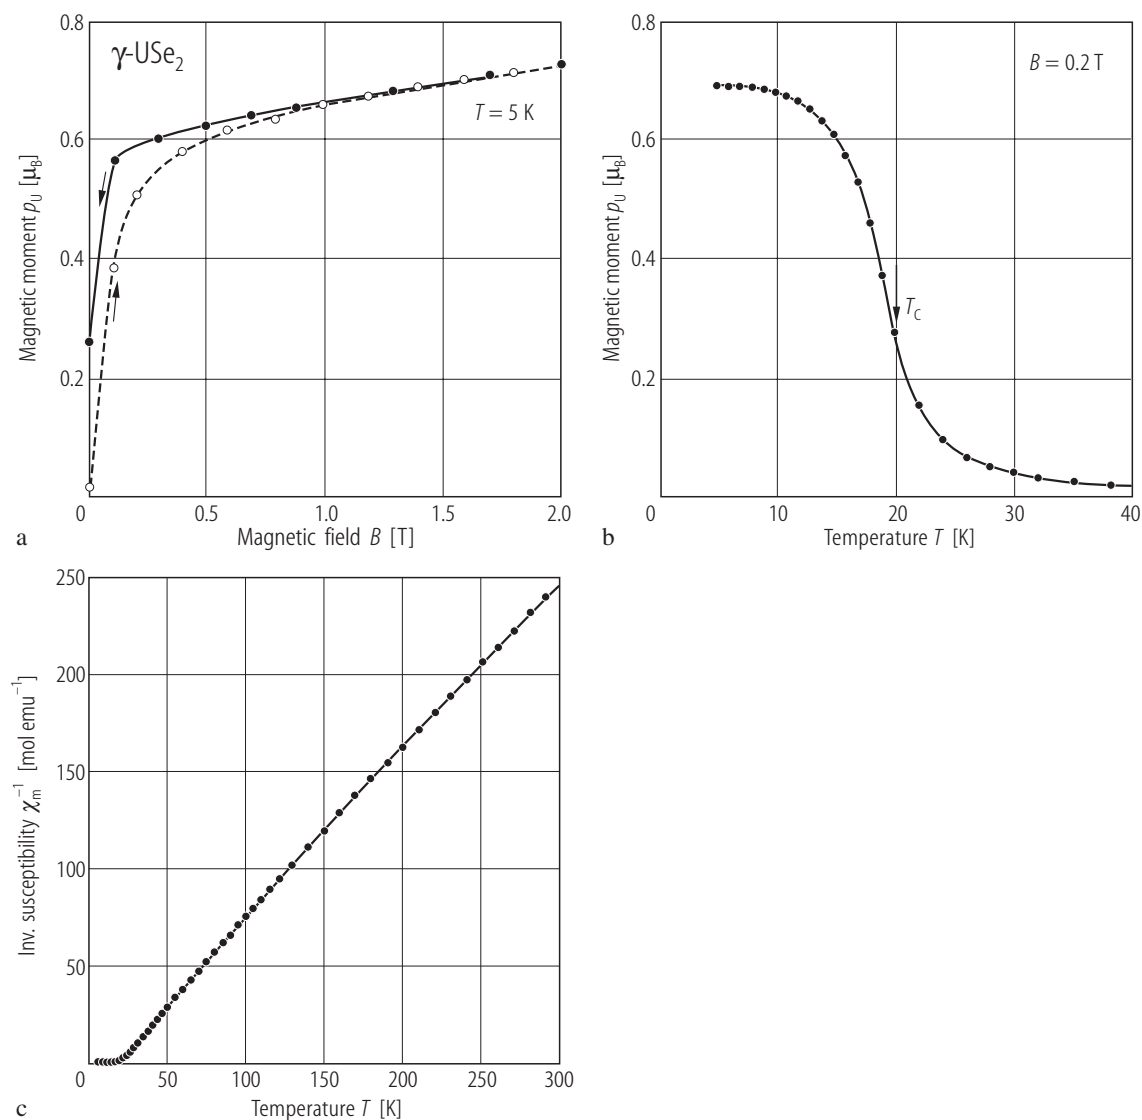 0.8
γ-USe₂
0.6
T = 5 K
Magnetic moment pᵤ [μ_B]
0.4
0.2
0
0.5
1.0
1.5
2.0
Magnetic field B [T]
a
0.8
B = 0.2 T
0.6
Magnetic moment pᵤ [μ_B]
0.4
T_C
0.2
0
10
20
30
40
Temperature T [K]
b
250
200
Inv. susceptibility χₘ⁻¹ [mol emu⁻¹]
150
100
50
0
50
100
150
200
250
300
Temperature T [K]
c